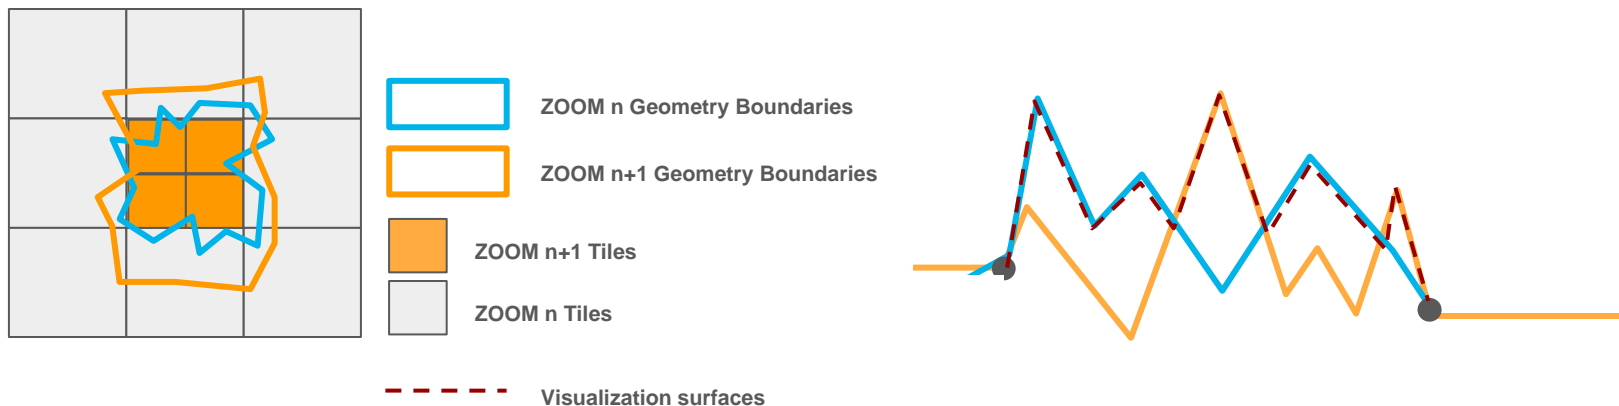 ZOOM n Geometry Boundaries
ZOOM n+1 Geometry Boundaries
ZOOM n+1 Tiles
ZOOM n Tiles
Visualization surfaces